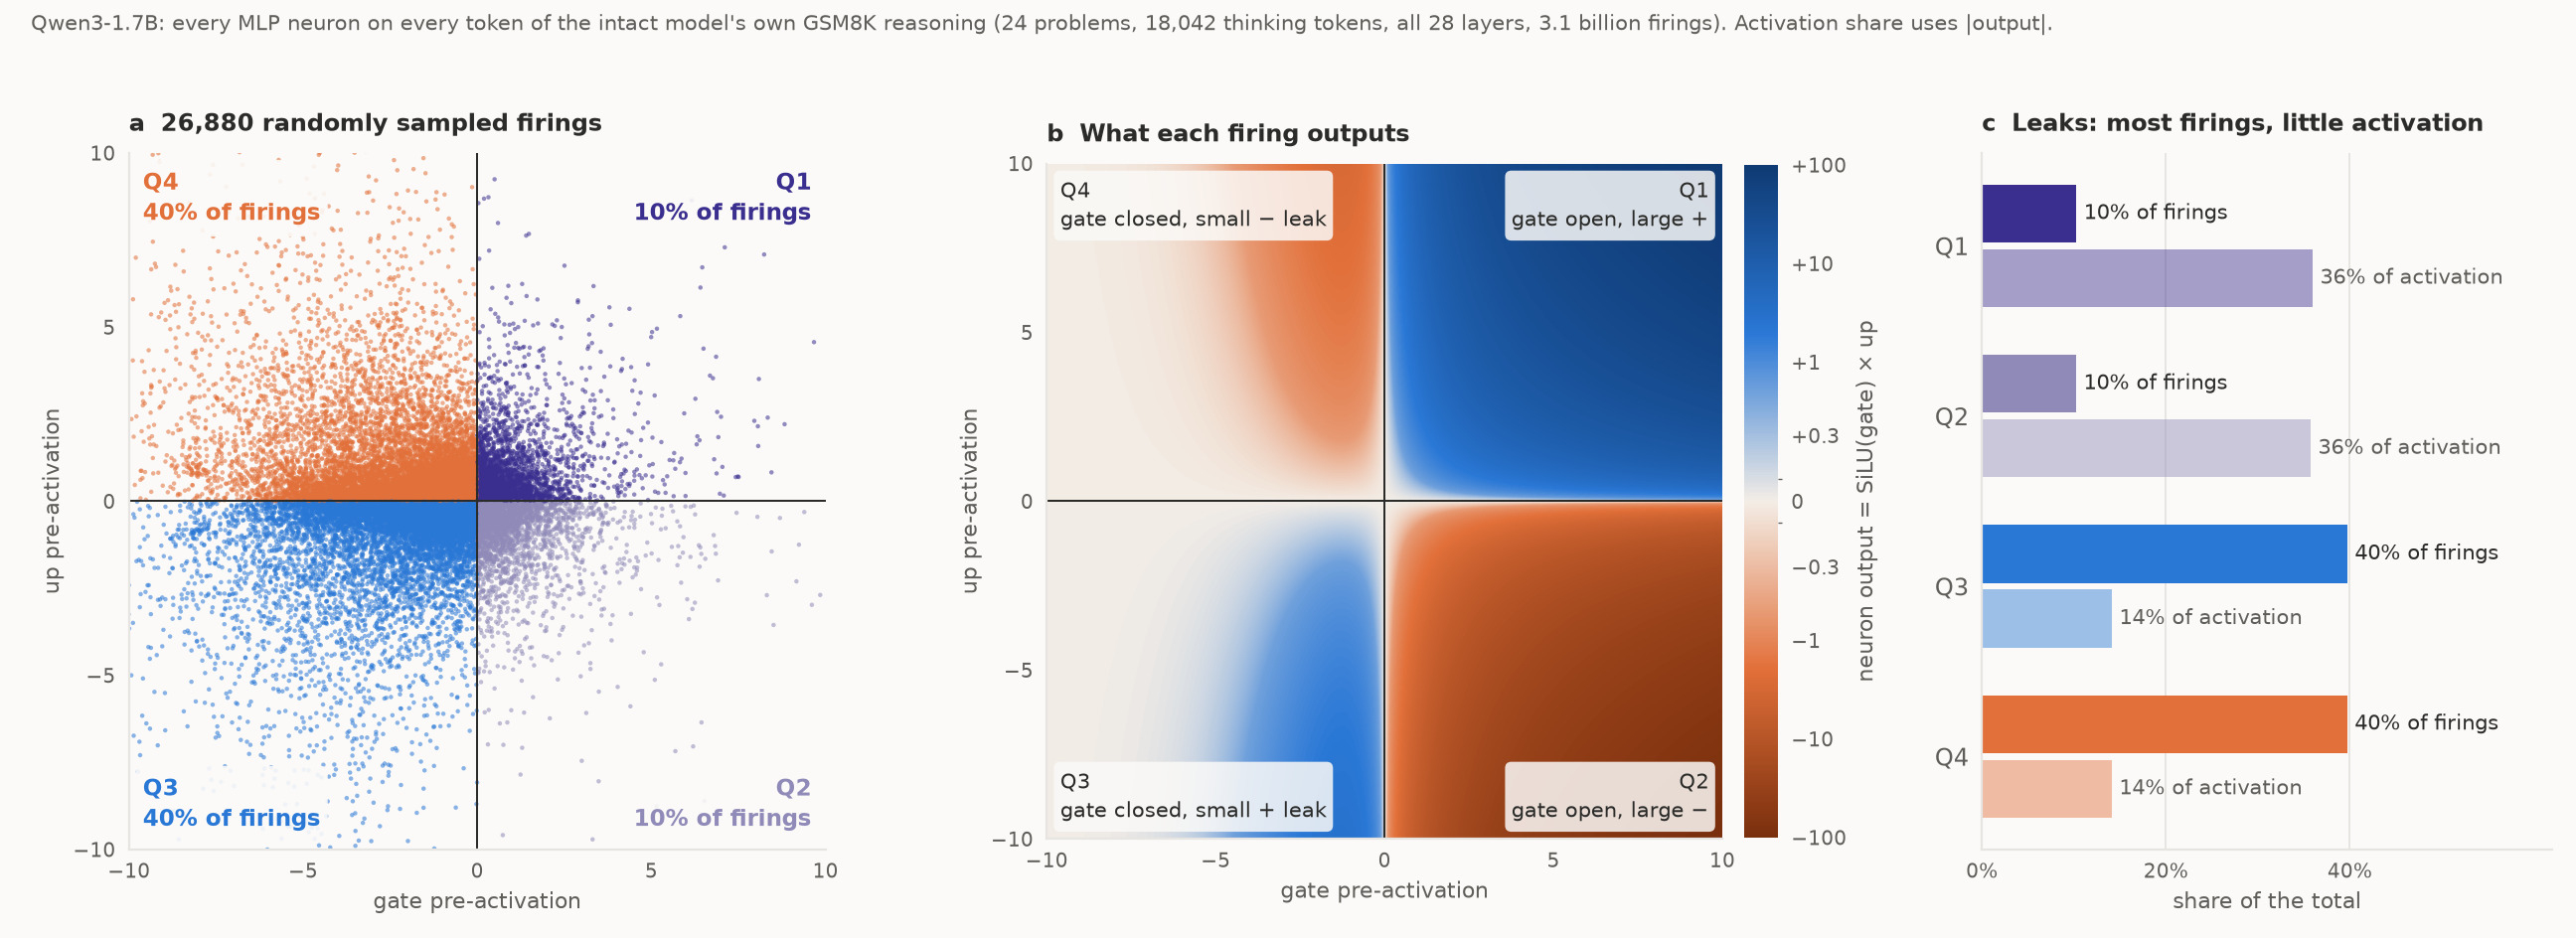 Qwen3-1.7B: every MLP neuron on every token of the intact model's own GSM8K reasoning (24 problems, 18,042 thinking tokens, all 28 layers, 3.1 billion firings). Activation share uses |output|.
a 26,880 randomly sampled firings
10
5
0
−5
−10
up pre-activation
Q4
40% of firings
Q1
10% of firings
Q3
40% of firings
Q2
10% of firings
−10
−5
0
5
10
gate pre-activation
b What each firing outputs
10
5
0
−5
−10
up pre-activation
Q4
gate closed, small − leak
Q1
gate open, large +
Q3
gate closed, small + leak
Q2
gate open, large −
−10
−5
0
5
10
gate pre-activation
+100
+10
+1
+0.3
0
−0.3
−1
−10
−100
neuron output = SiLU(gate) × up
c Leaks: most firings, little activation
Q1
10% of firings
36% of activation
Q2
10% of firings
36% of activation
Q3
40% of firings
14% of activation
Q4
40% of firings
14% of activation
0%
20%
40%
share of the total